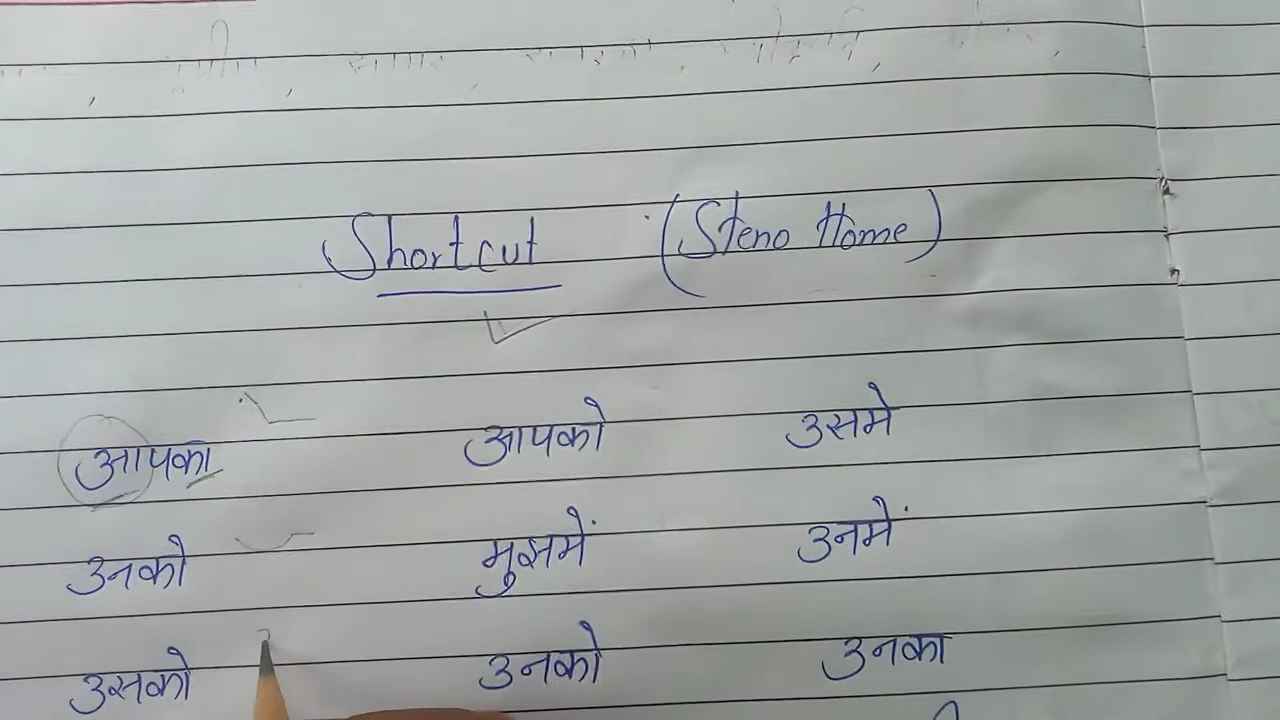 Shortcut (Steno Home)
आपका आपको उसमे
उनको मुझमें उनमें
उसको उनको उनका